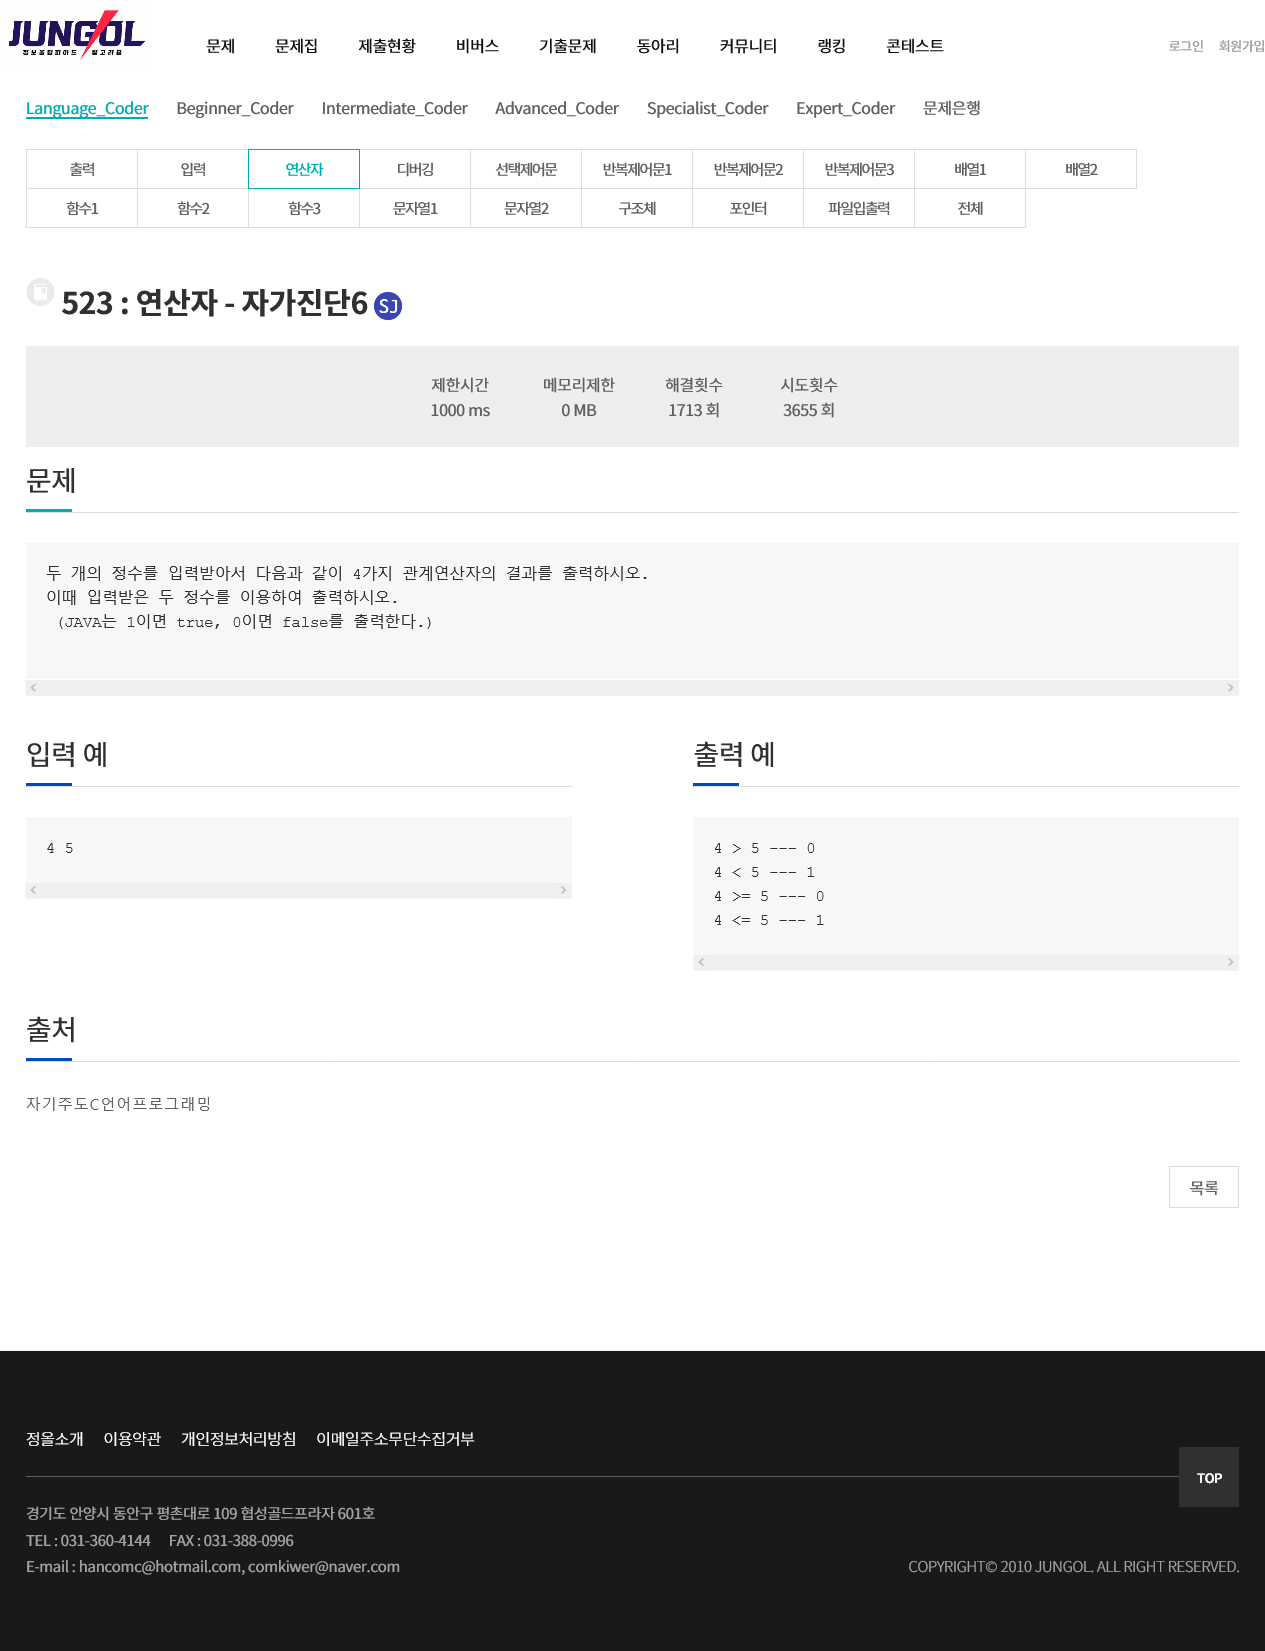 JUNGOL
정보올림피아드 알고리즘
문제 문제집 제출현황 비버스 기출문제 동아리 커뮤니티 랭킹 콘테스트 로그인 회원가입
Language_Coder Beginner_Coder Intermediate_Coder Advanced_Coder Specialist_Coder Expert_Coder 문제은행
출력 입력 연산자 디버깅 선택제어문 반복제어문1 반복제어문2 반복제어문3 배열1 배열2
함수1 함수2 함수3 문자열1 문자열2 구조체 포인터 파일입출력 전체
523 : 연산자 - 자가진단6 SJ
제한시간 메모리제한 해결횟수 시도횟수
1000 ms 0 MB 1713 회 3655 회
문제
두 개의 정수를 입력받아서 다음과 같이 4가지 관계연산자의 결과를 출력하시오.
이때 입력받은 두 정수를 이용하여 출력하시오.
(JAVA는 1이면 true, 0이면 false를 출력한다.)
입력 예
4 5
출력 예
4 > 5 --- 0
4 < 5 --- 1
4 >= 5 --- 0
4 <= 5 --- 1
출처
자기주도C언어프로그래밍
목록
정올소개 이용약관 개인정보처리방침 이메일주소무단수집거부
TOP
경기도 안양시 동안구 평촌대로 109 협성골드프라자 601호
TEL : 031-360-4144 FAX : 031-388-0996
E-mail : hancomc@hotmail.com, comkiwer@naver.com
COPYRIGHT© 2010 JUNGOL. ALL RIGHT RESERVED.